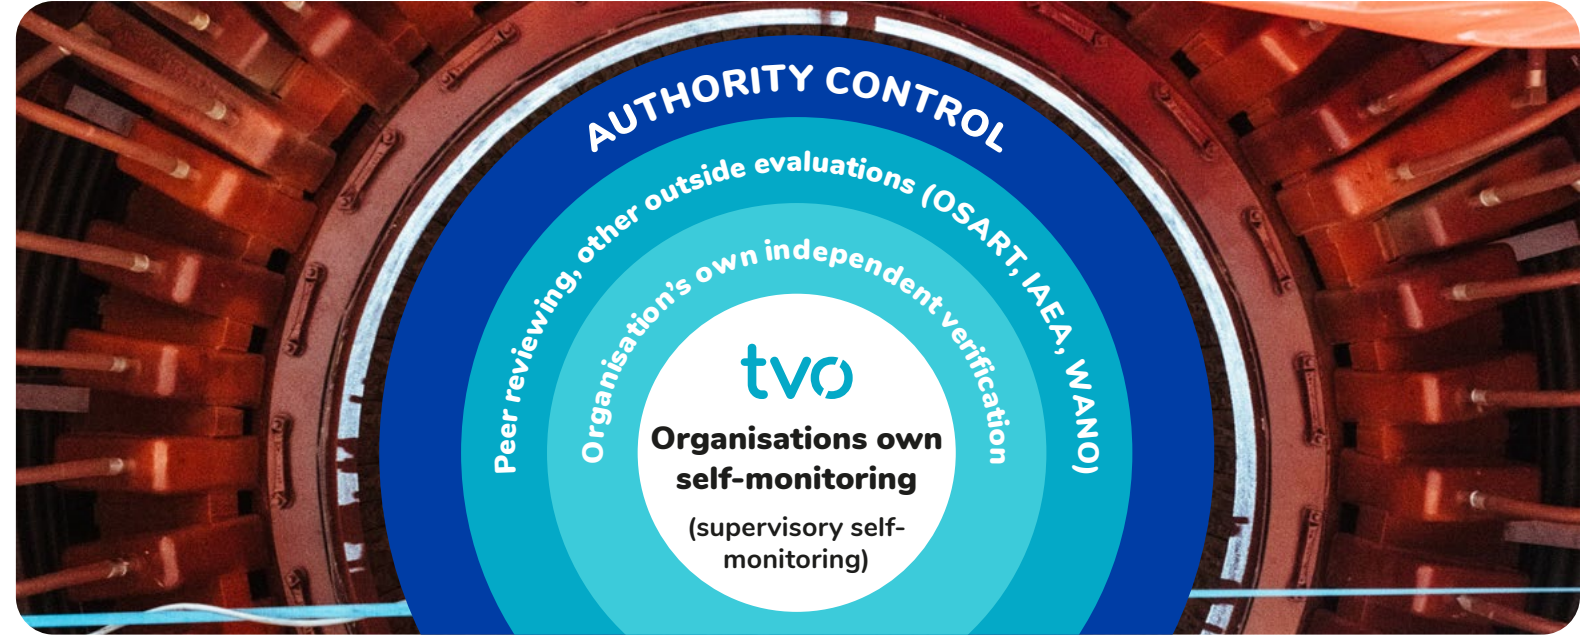 AUTHORITY CONTROL
Peer reviewing, other outside evaluations (OSART, IAEA, WANO)
Organisation’s own independent verification
tvo
Organisations own
self-monitoring
(supervisory self-
monitoring)